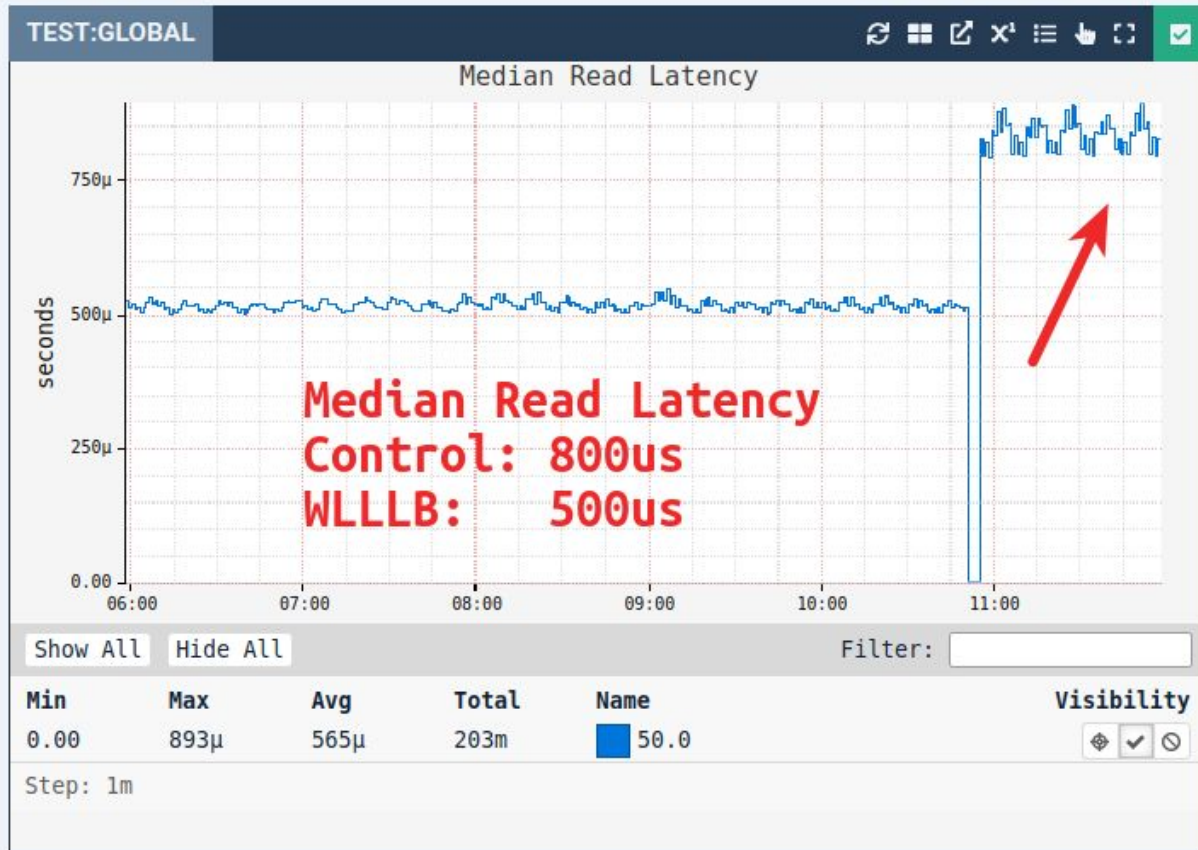 TEST:GLOBAL
Median Read Latency
seconds
750µ
500µ
250µ
0.00
Median Read Latency
Control: 800us
WLLLB: 500us
06:00 07:00 08:00 09:00 10:00 11:00
Show All Hide All Filter:
Min Max Avg Total Name Visibility
0.00 893µ 565µ 203m 50.0
Step: 1m